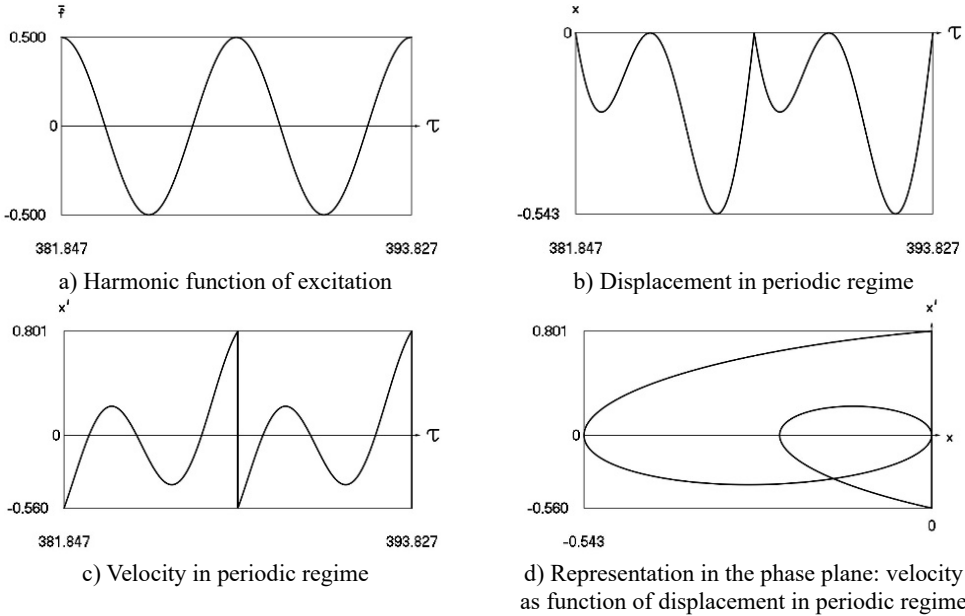 f̄
0.500
0
τ
-0.500
381.847 393.827
a) Harmonic function of excitation
x
0
τ
-0.543
381.847 393.827
b) Displacement in periodic regime
x'
0.801
0
τ
-0.560
381.847 393.827
c) Velocity in periodic regime
x'
0.801
0
x
-0.560
0
-0.543
d) Representation in the phase plane: velocity
as function of displacement in periodic regime